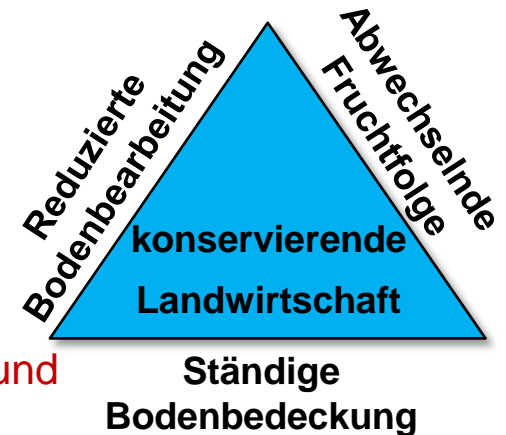 Reduzierte
Bodenbearbeitung
Abwechselnde
Fruchtfolge
konservierende
Landwirtschaft
und
Ständige
Bodenbedeckung